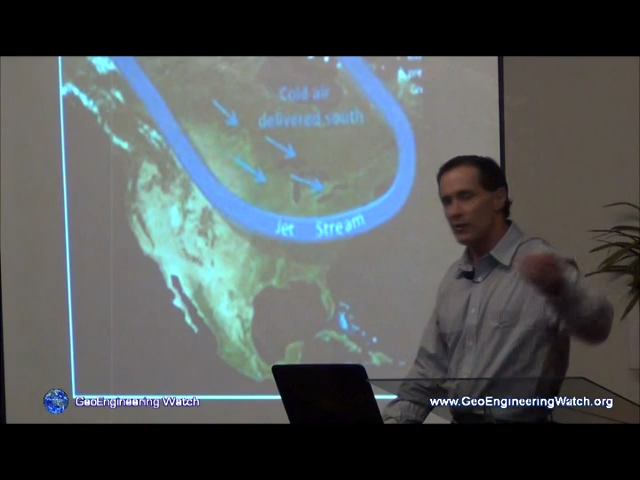 Cold air
delivered south
Jet Stream
GeoEngineering Watch
www.GeoEngineeringWatch.org